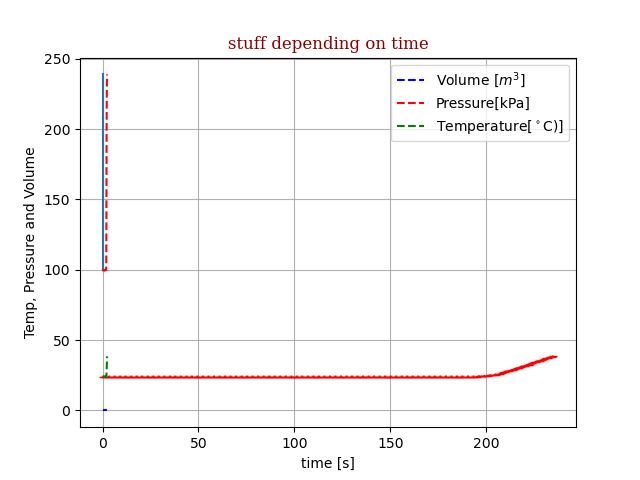 stuff depending on time
250
200
150
100
50
0
Temp, Pressure and Volume
Volume [m³]
Pressure[kPa]
Temperature[°C)]
0 50 100 150 200
time [s]